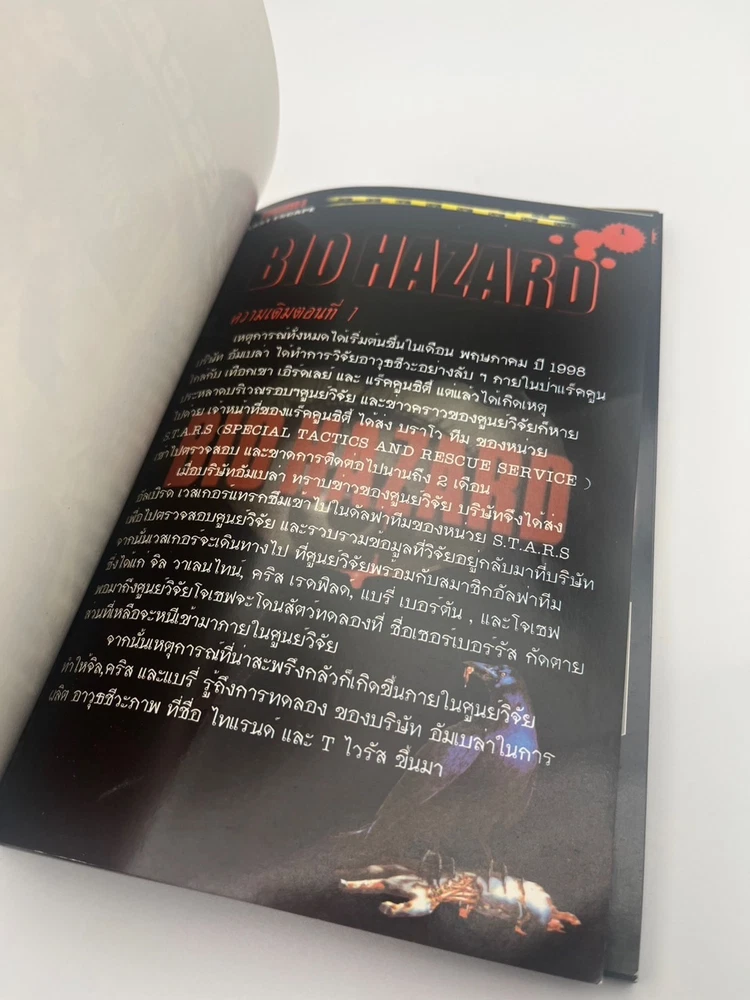 LAST ESCAPE
1
BIO HAZARD
ความเดิมตอนที่ 1
เหตุการณ์ทั้งหมดได้เริ่มต้นขึ้นในเดือน พฤษภาคม ปี 1998
บริษัท อัมเบล่า ได้ทำการวิจัยอาวุธชีวะอย่างลับ ๆ ภายในป่าแร็คคูน
ใกล้กับ เทือกเขา เอิร์ดเลย์ และ แร็คคูนซิตี้ แต่แล้วได้เกิดเหตุ
ประหลาดบริเวณรอบๆศูนย์วิจัย และข่าวคราวของศูนย์วิจัยก็หาย
ไปด้วย เจ้าหน้าที่ของแร็คคูนซิตี้ ได้ส่ง บราโว ทีม ของหน่วย
S.T.A.R.S (SPECIAL TACTICS AND RESCUE SERVICE )
เข้าไปตรวจสอบ และขาดการติดต่อไปนานถึง 2 เดือน
เมื่อบริษัทอัมเบล่า ทราบข่าวของศูนย์วิจัย บริษัทจึงได้ส่ง
อัลเบิร์ด เวสเกอร์แทรกซึมเข้าไปในอัลฟ่าทีมของหน่วย S.T.A.R.S
เพื่อไปตรวจสอบศูนย์วิจัย และรวบรวมข้อมูลที่วิจัยอยู่กลับมาที่บริษัท
จากนั้นเวสเกอร์จะเดินทางไป ที่ศูนย์วิจัยพร้อมกับสมาชิกอัลฟาทีม
ซึ่งได้แก่ จิล วาเลนไทน์, คริส เรดฟิลด, แบรี่ เบอร์ตัน , และโจเซฟ
พอมาถึงศูนย์วิจัยโจเซฟจะโดนสัตวทดลองที่ ชื่อเซอร์เบอร์รัส กัดตาย
ส่วนที่เหลือจะหนีเข้ามาภายในศูนย์วิจัย
จากนั้นเหตุการณ์ที่น่าสะพรึงกลัวก็เกิดขึ้นภายในศูนย์วิจัย
ทำให้จิล,คริส และแบรี่ รู้ถึงการทดลอง ของบริษัท อัมเบล่าในการ
ผลิต อาวุธชีวะภาพ ที่ชื่อ ไทแรนด์ และ T ไวรัส ขึ้นมา
BIO HAZARD